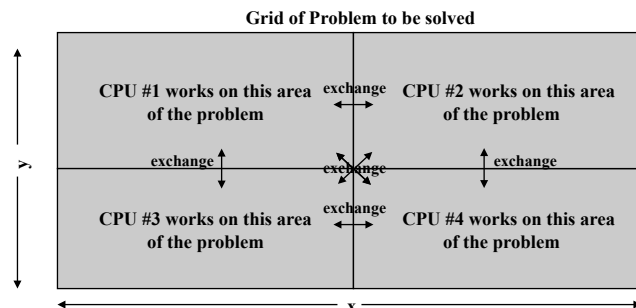 Grid of Problem to be solved
CPU #1 works on this area
of the problem
exchange
CPU #2 works on this area
of the problem
exchange
exchange
exchange
y
CPU #3 works on this area
of the problem
exchange
CPU #4 works on this area
of the problem
x